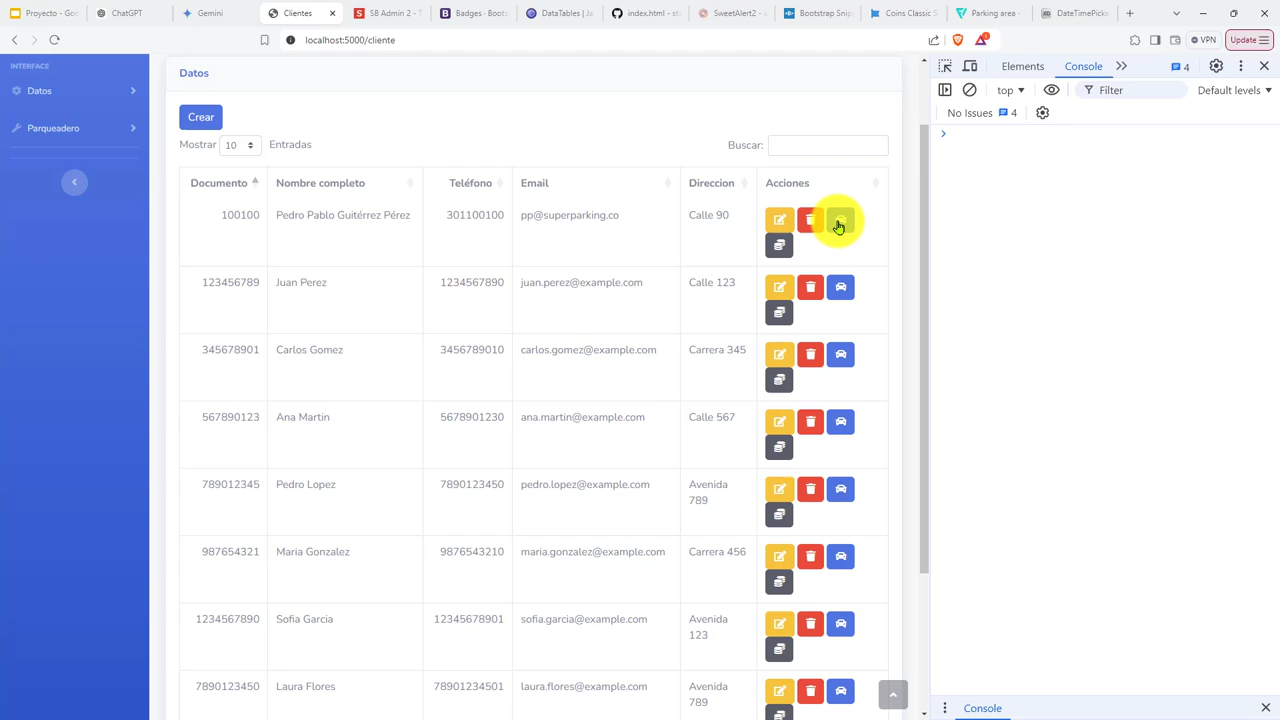 Proyecto - Goo
ChatGPT
Gemini
Clientes
SB Admin 2 - T
Badges - Boots
DataTables | Ja
index.html - st
SweetAlert2 - a
Bootstrap Snip
Coins Classic S
Parking area -
DateTimePicke
localhost:5000/cliente
VPN
Update
INTERFACE
Datos
Parqueadero
Datos
Crear
Mostrar 10 Entradas
Buscar:
Documento Nombre completo Teléfono Email Direccion Acciones
100100 Pedro Pablo Guitérrez Pérez 301100100 pp@superparking.co Calle 90
123456789 Juan Perez 1234567890 juan.perez@example.com Calle 123
345678901 Carlos Gomez 3456789010 carlos.gomez@example.com Carrera 345
567890123 Ana Martin 5678901230 ana.martin@example.com Calle 567
789012345 Pedro Lopez 7890123450 pedro.lopez@example.com Avenida
789
987654321 Maria Gonzalez 9876543210 maria.gonzalez@example.com Carrera 456
1234567890 Sofia Garcia 12345678901 sofia.garcia@example.com Avenida
123
7890123450 Laura Flores 78901234501 laura.flores@example.com Avenida
789
Elements Console 4
top Filter Default levels
No Issues 4
Console